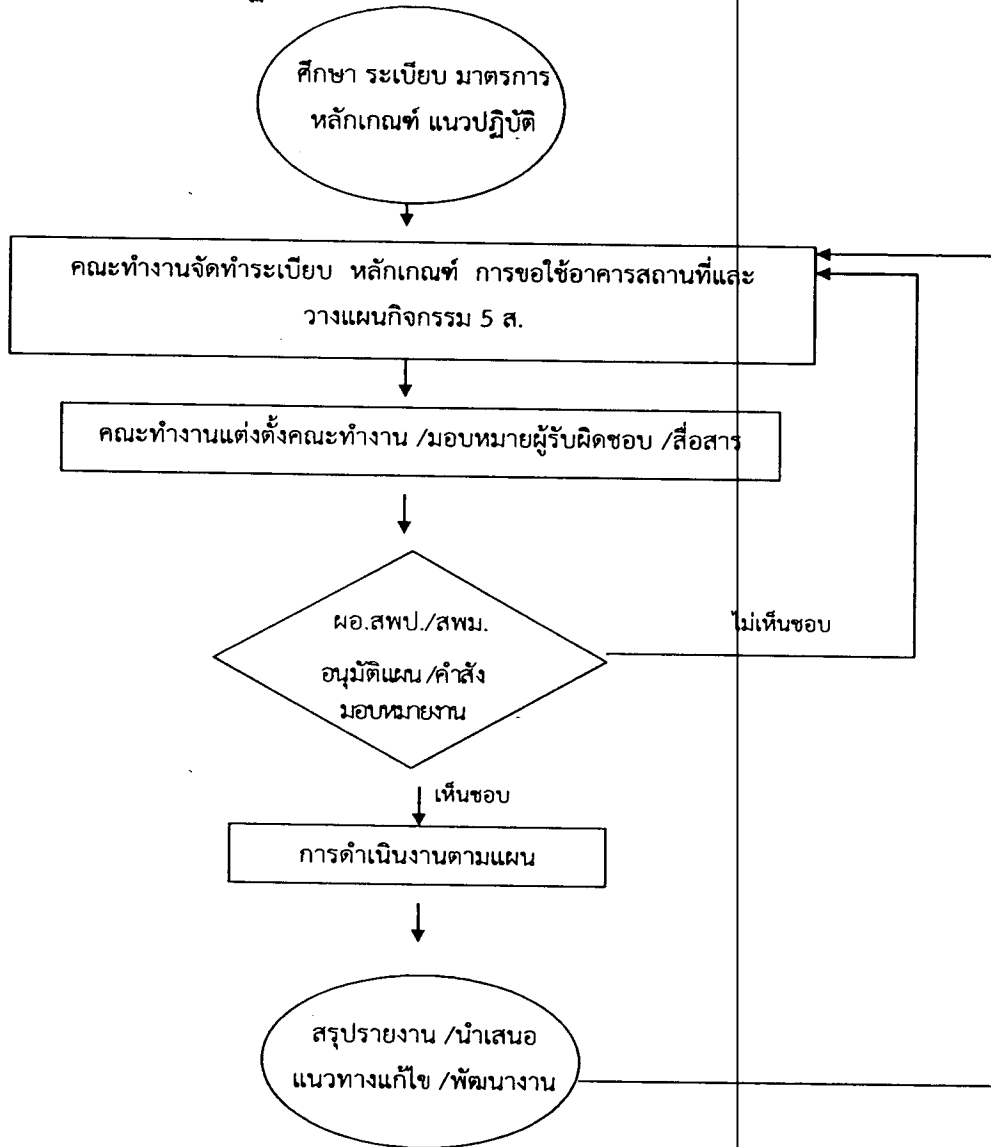 ศึกษา ระเบียบ มาตรการ
หลักเกณฑ์ แนวปฏิบัติ
คณะทำงานจัดทำระเบียบ หลักเกณฑ์ การขอใช้อาคารสถานที่และ
วางแผนกิจกรรม 5 ส.
คณะทำงานแต่งตั้งคณะทำงาน /มอบหมายผู้รับผิดชอบ /สื่อสาร
ผอ.สพป./สพม.
อนุมัติแผน /คำสั่ง
มอบหมายงาน
ไม่เห็นชอบ
เห็นชอบ
การดำเนินงานตามแผน
สรุปรายงาน /นำเสนอ
แนวทางแก้ไข /พัฒนางาน